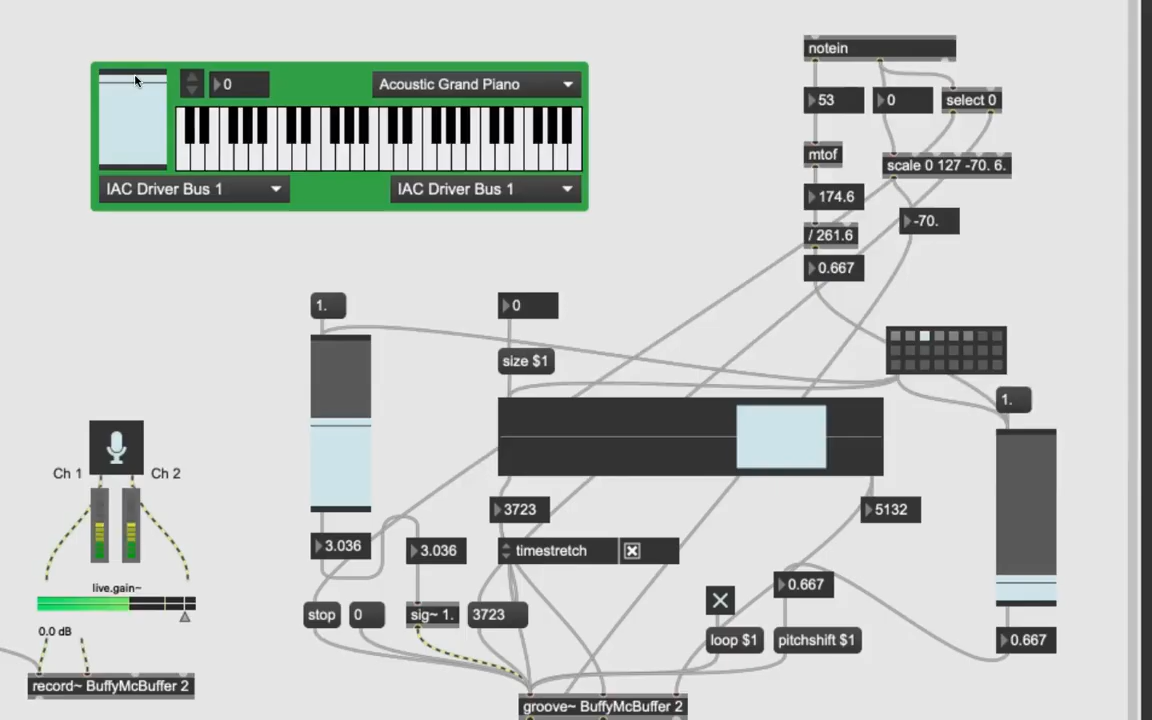 notein
0
Acoustic Grand Piano
53
0
select 0
mtof
scale 0 127 -70. 6.
IAC Driver Bus 1
IAC Driver Bus 1
174.6
-70.
/ 261.6
0.667
1.
0
size $1
1.
Ch 1
Ch 2
3723
5132
3.036
3.036
timestretch
live.gain~
0.667
stop
0
sig~ 1.
3723
0.0 dB
loop $1
pitchshift $1
0.667
record~ BuffyMcBuffer 2
groove~ BuffyMcBuffer 2